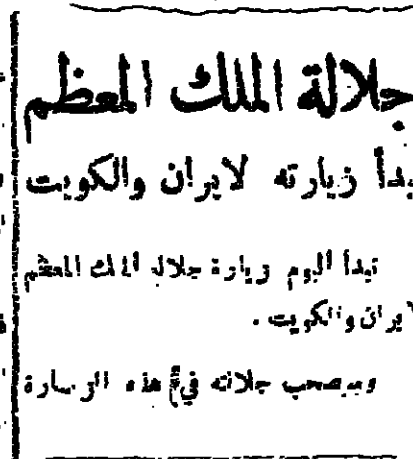 جلالة الملك المعظم
يبدأ زيارته لايران والكويت
تبدأ اليوم زيارة جلالة الملك المعظم
لايران والكويت .
وسيصحب جلالته في هذه الزيارة